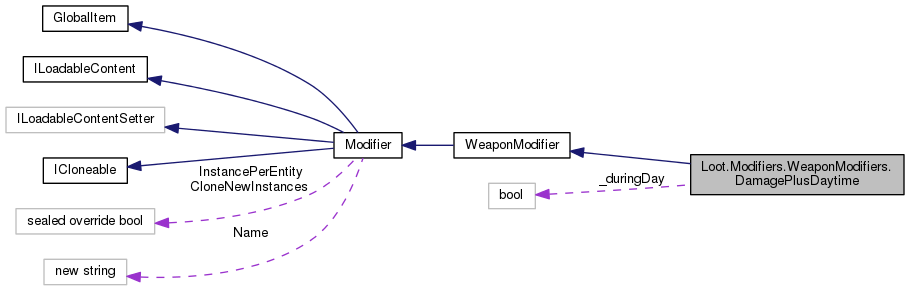 GlobalItem
ILoadableContent
ILoadableContentSetter
ICloneable
Modifier
WeaponModifier
Loot.Modifiers.WeaponModifiers.
DamagePlusDaytime
InstancePerEntity
CloneNewInstances
_duringDay
bool
sealed override bool
Name
new string